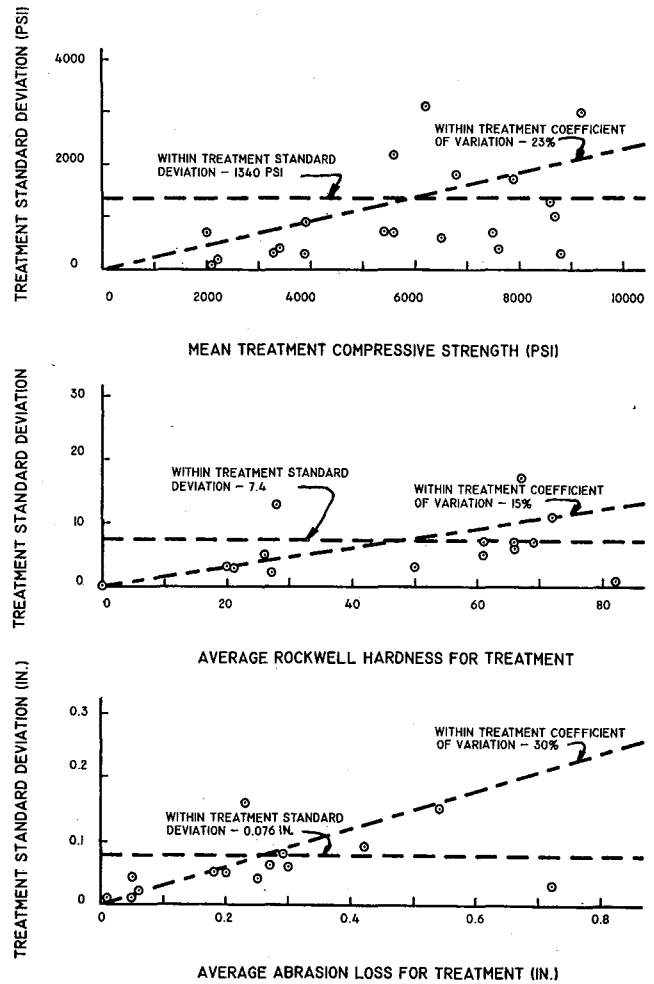 TREATMENT STANDARD DEVIATION (PSI)
4000
2000
0
WITHIN TREATMENT STANDARD
DEVIATION - 1340 PSI
WITHIN TREATMENT COEFFICIENT
OF VARIATION - 23%
0 2000 4000 6000 8000 10000
MEAN TREATMENT COMPRESSIVE STRENGTH (PSI)
TREATMENT STANDARD DEVIATION
30
20
10
0
WITHIN TREATMENT STANDARD
DEVIATION - 7.4
WITHIN TREATMENT COEFFICIENT
OF VARIATION - 15%
0 20 40 60 80
AVERAGE ROCKWELL HARDNESS FOR TREATMENT
TREATMENT STANDARD DEVIATION (IN.)
0.3
0.2
0.1
0
WITHIN TREATMENT COEFFICIENT
OF VARIATION - 30%
WITHIN TREATMENT STANDARD
DEVIATION - 0.076 IN.
0 0.2 0.4 0.6 0.8
AVERAGE ABRASION LOSS FOR TREATMENT (IN.)